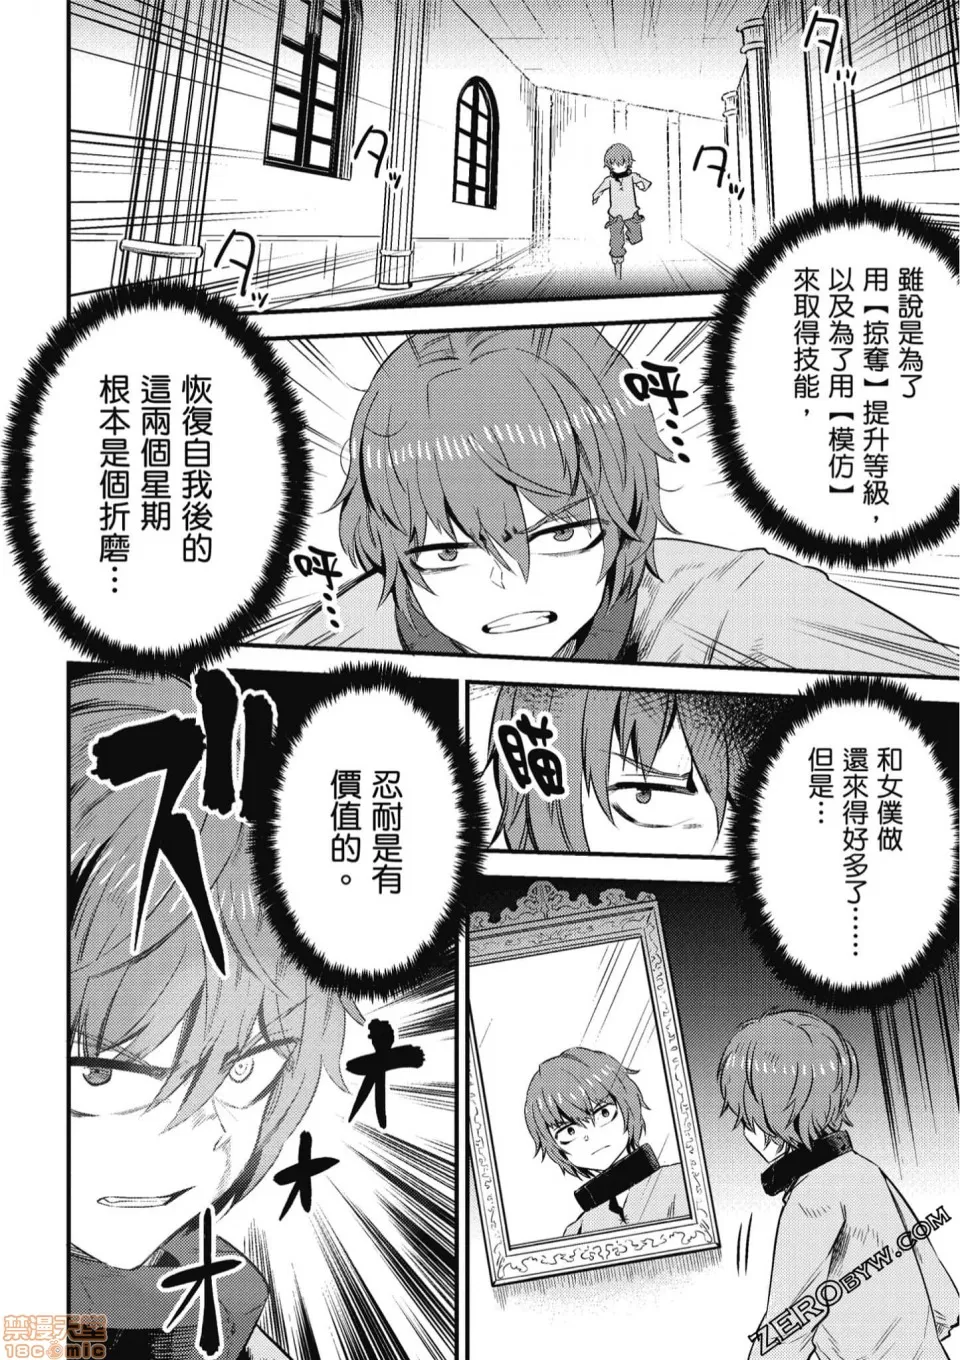 タ
タ
タ
タ
雖說是為了
用【掠奪】提升等級，
以及為了用【模仿】
來取得技能，
呼…
呼…
恢復自我後的
這兩個星期
根本是個折磨…
和女僕做
還來得好多了……
但是…
瞄
忍耐是有
價值的。
ズ
オ
オ
オ
ZEROBYW.COM
禁漫天堂
18comic